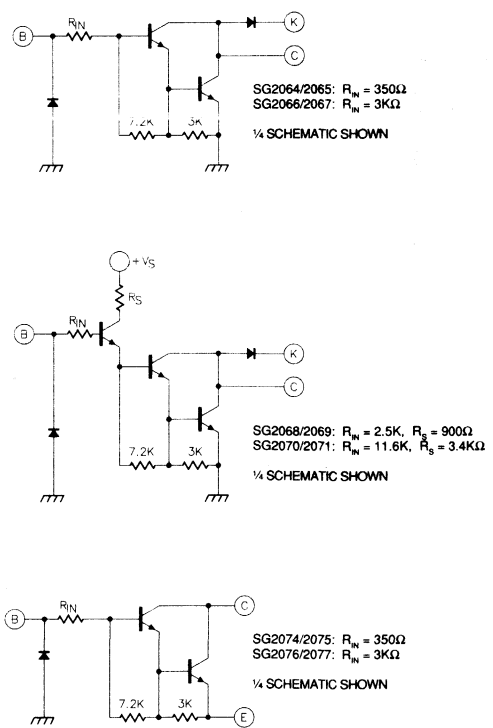 B
RIN
K
C
7.2K
3K
SG2064/2065: RIN = 350Ω
SG2066/2067: RIN = 3KΩ
¼ SCHEMATIC SHOWN
+ VS
RS
B
RIN
K
C
7.2K
3K
SG2068/2069: RIN = 2.5K, RS = 900Ω
SG2070/2071: RIN = 11.6K, RS = 3.4KΩ
¼ SCHEMATIC SHOWN
B
RIN
C
7.2K
3K
E
SG2074/2075: RIN = 350Ω
SG2076/2077: RIN = 3KΩ
¼ SCHEMATIC SHOWN